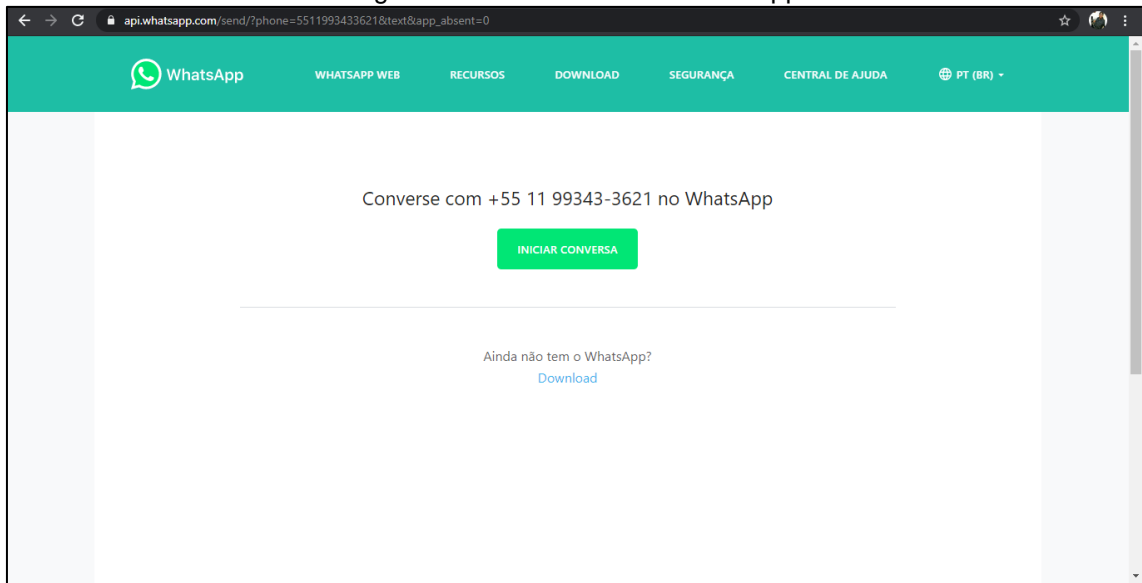 api.whatsapp.com/send/?phone=5511993433621&text&app_absent=0
WhatsApp WHATSAPP WEB RECURSOS DOWNLOAD SEGURANÇA CENTRAL DE AJUDA PT (BR)
Converse com +55 11 99343-3621 no WhatsApp
INICIAR CONVERSA
Ainda não tem o WhatsApp?
Download